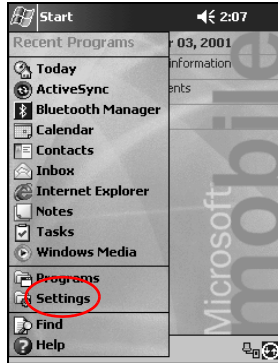 Start 2:07
Recent Programs r 03, 2001
Today information
ActiveSync ents
Bluetooth Manager
Calendar
Contacts
Inbox
Internet Explorer
Notes
Tasks
Windows Media
Programs
Settings
Find
Help
Microsoft
mobile